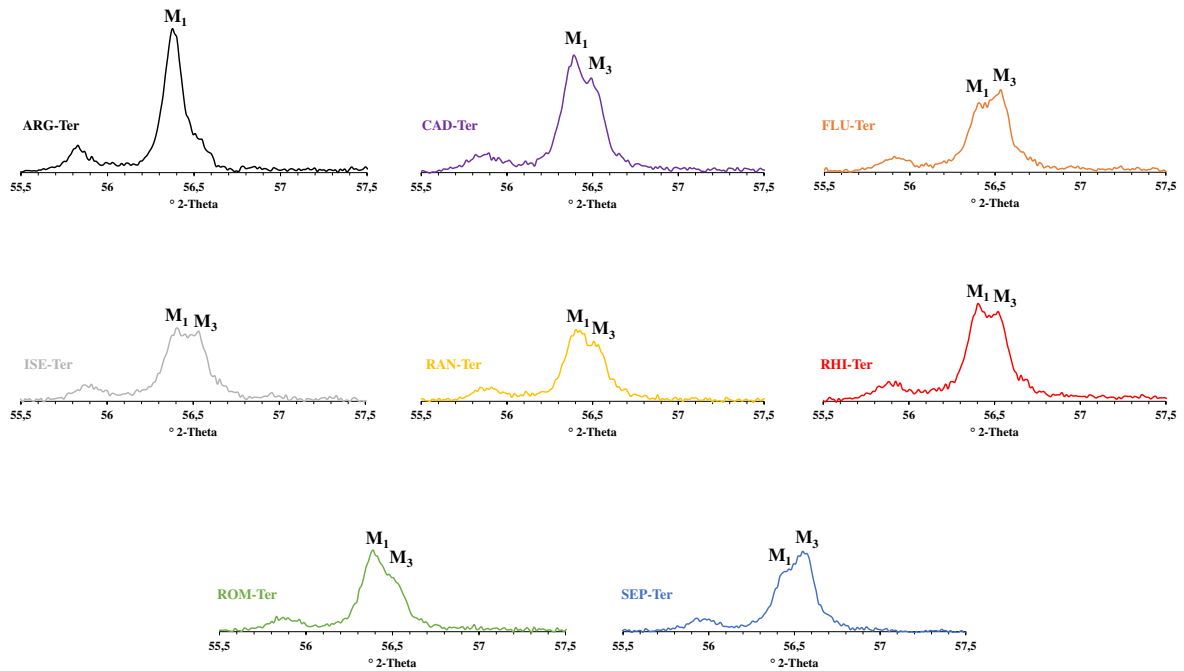 M₁
ARG-Ter
55,5 56 56,5 57 57,5
° 2-Theta
M₁
M₃
CAD-Ter
55,5 56 56,5 57 57,5
° 2-Theta
M₁ M₃
FLU-Ter
55,5 56 56,5 57 57,5
° 2-Theta
M₁ M₃
ISE-Ter
55,5 56 56,5 57 57,5
° 2-Theta
M₁ M₃
RAN-Ter
55,5 56 56,5 57 57,5
° 2-Theta
M₁ M₃
RHI-Ter
55,5 56 56,5 57 57,5
° 2-Theta
M₁
M₃
ROM-Ter
55,5 56 56,5 57 57,5
° 2-Theta
M₃
M₁
SEP-Ter
55,5 56 56,5 57 57,5
° 2-Theta